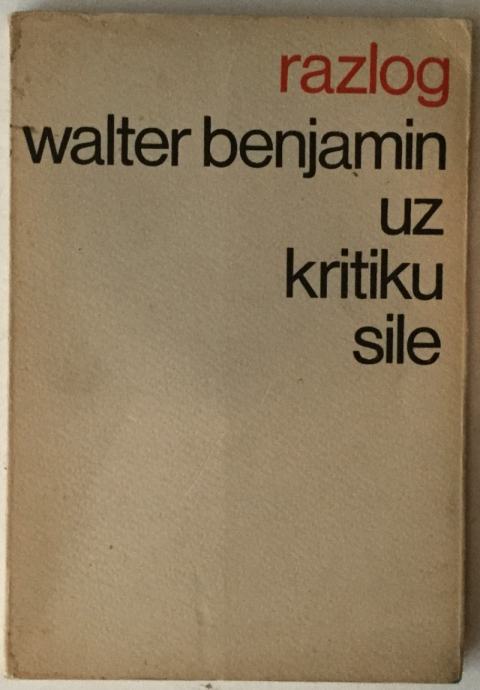 razlog
walter benjamin
uz
kritiku
sile